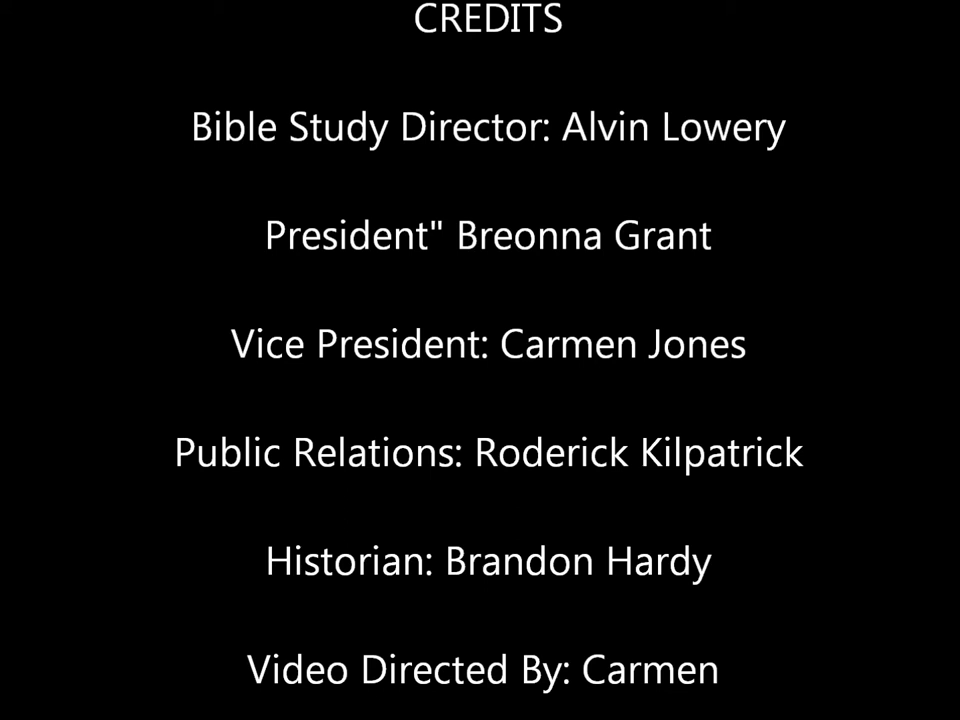 CREDITS
Bible Study Director: Alvin Lowery
President" Breonna Grant
Vice President: Carmen Jones
Public Relations: Roderick Kilpatrick
Historian: Brandon Hardy
Video Directed By: Carmen